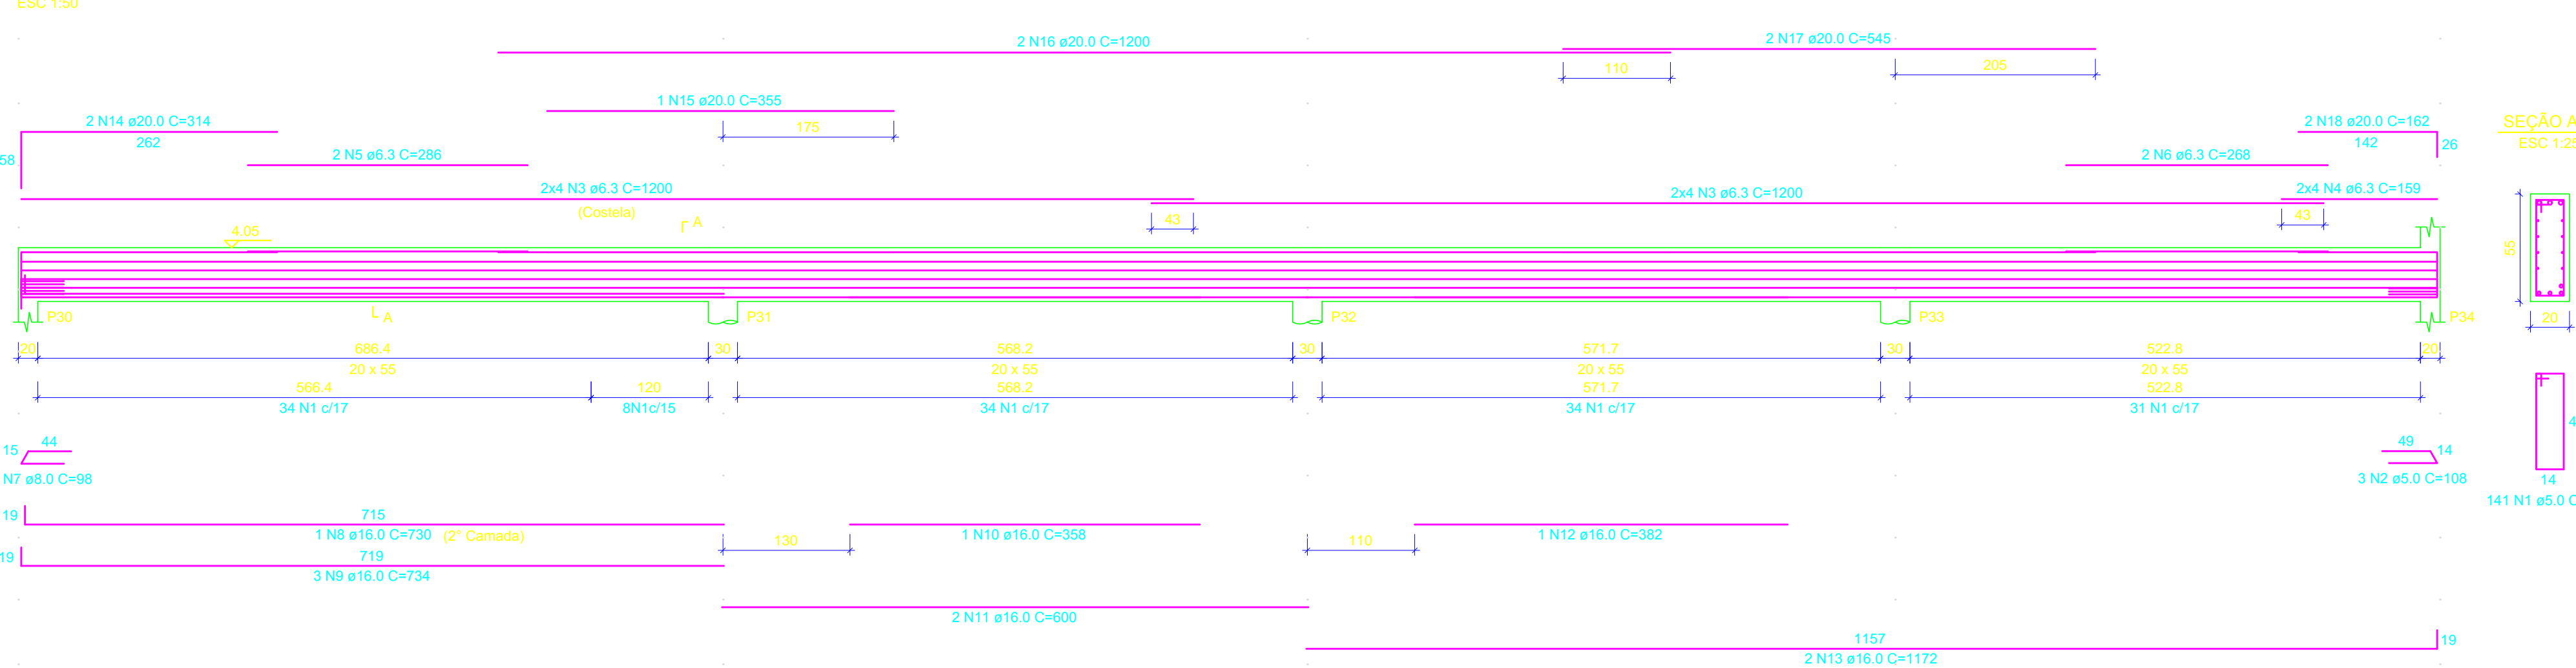 ESC 1:50
2 N16 ø20.0 C=1200
2 N17 ø20.0 C=545
110
205
1 N15 ø20.0 C=355
175
2 N14 ø20.0 C=314
262
58
2 N5 ø6.3 C=286
2 N18 ø20.0 C=162
142
26
2 N6 ø6.3 C=268
SEÇÃO A
ESC 1:25
2x4 N3 ø6.3 C=1200
(Costela)
2x4 N3 ø6.3 C=1200
2x4 N4 ø6.3 C=159
43
43
A
4.05
55
A
P30
P31
P32
P33
P34
20
20
686.4
30
568.2
30
571.7
30
522.8
20
20 x 55
20 x 55
20 x 55
20 x 55
566.4
120
568.2
571.7
522.8
34 N1 c/17
8N1c/15
34 N1 c/17
34 N1 c/17
31 N1 c/17
15
44
N7 ø8.0 C=98
49
14
3 N2 ø5.0 C=108
4
14
141 N1 ø5.0 C
19
715
1 N8 ø16.0 C=730 (2° Camada)
130
1 N10 ø16.0 C=358
110
1 N12 ø16.0 C=382
19
719
3 N9 ø16.0 C=734
2 N11 ø16.0 C=600
1157
19
2 N13 ø16.0 C=1172